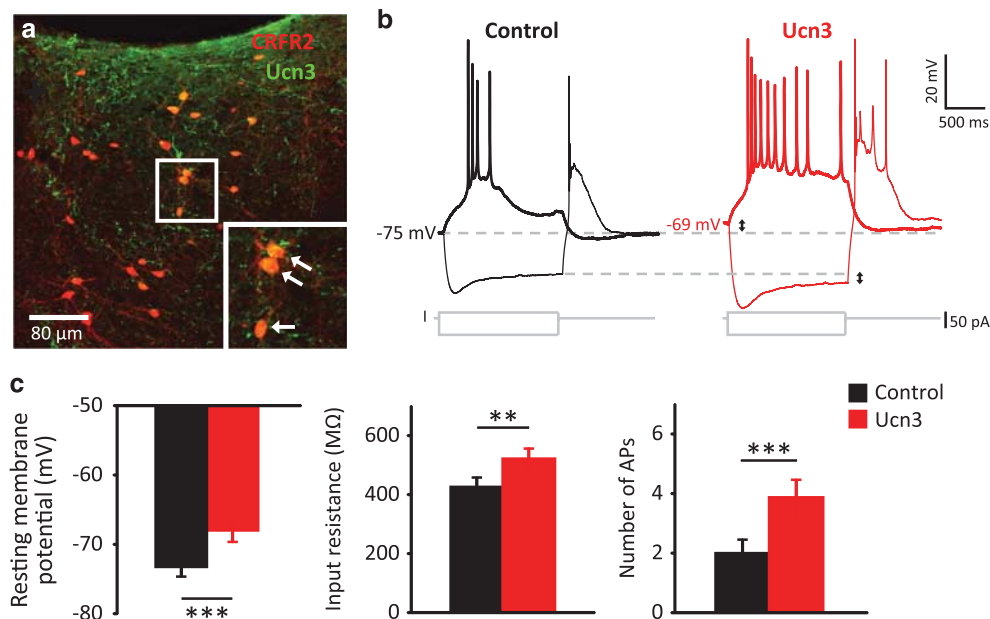 a
CRFR2
Ucn3
80 µm
b
Control
Ucn3
20 mV
500 ms
-75 mV
-69 mV
I
50 pA
c
Resting membrane
potential (mV)
-50
-60
-70
-80
***
Input resistance (MΩ)
600
400
200
0
**
Number of APs
6
4
2
0
***
Control
Ucn3